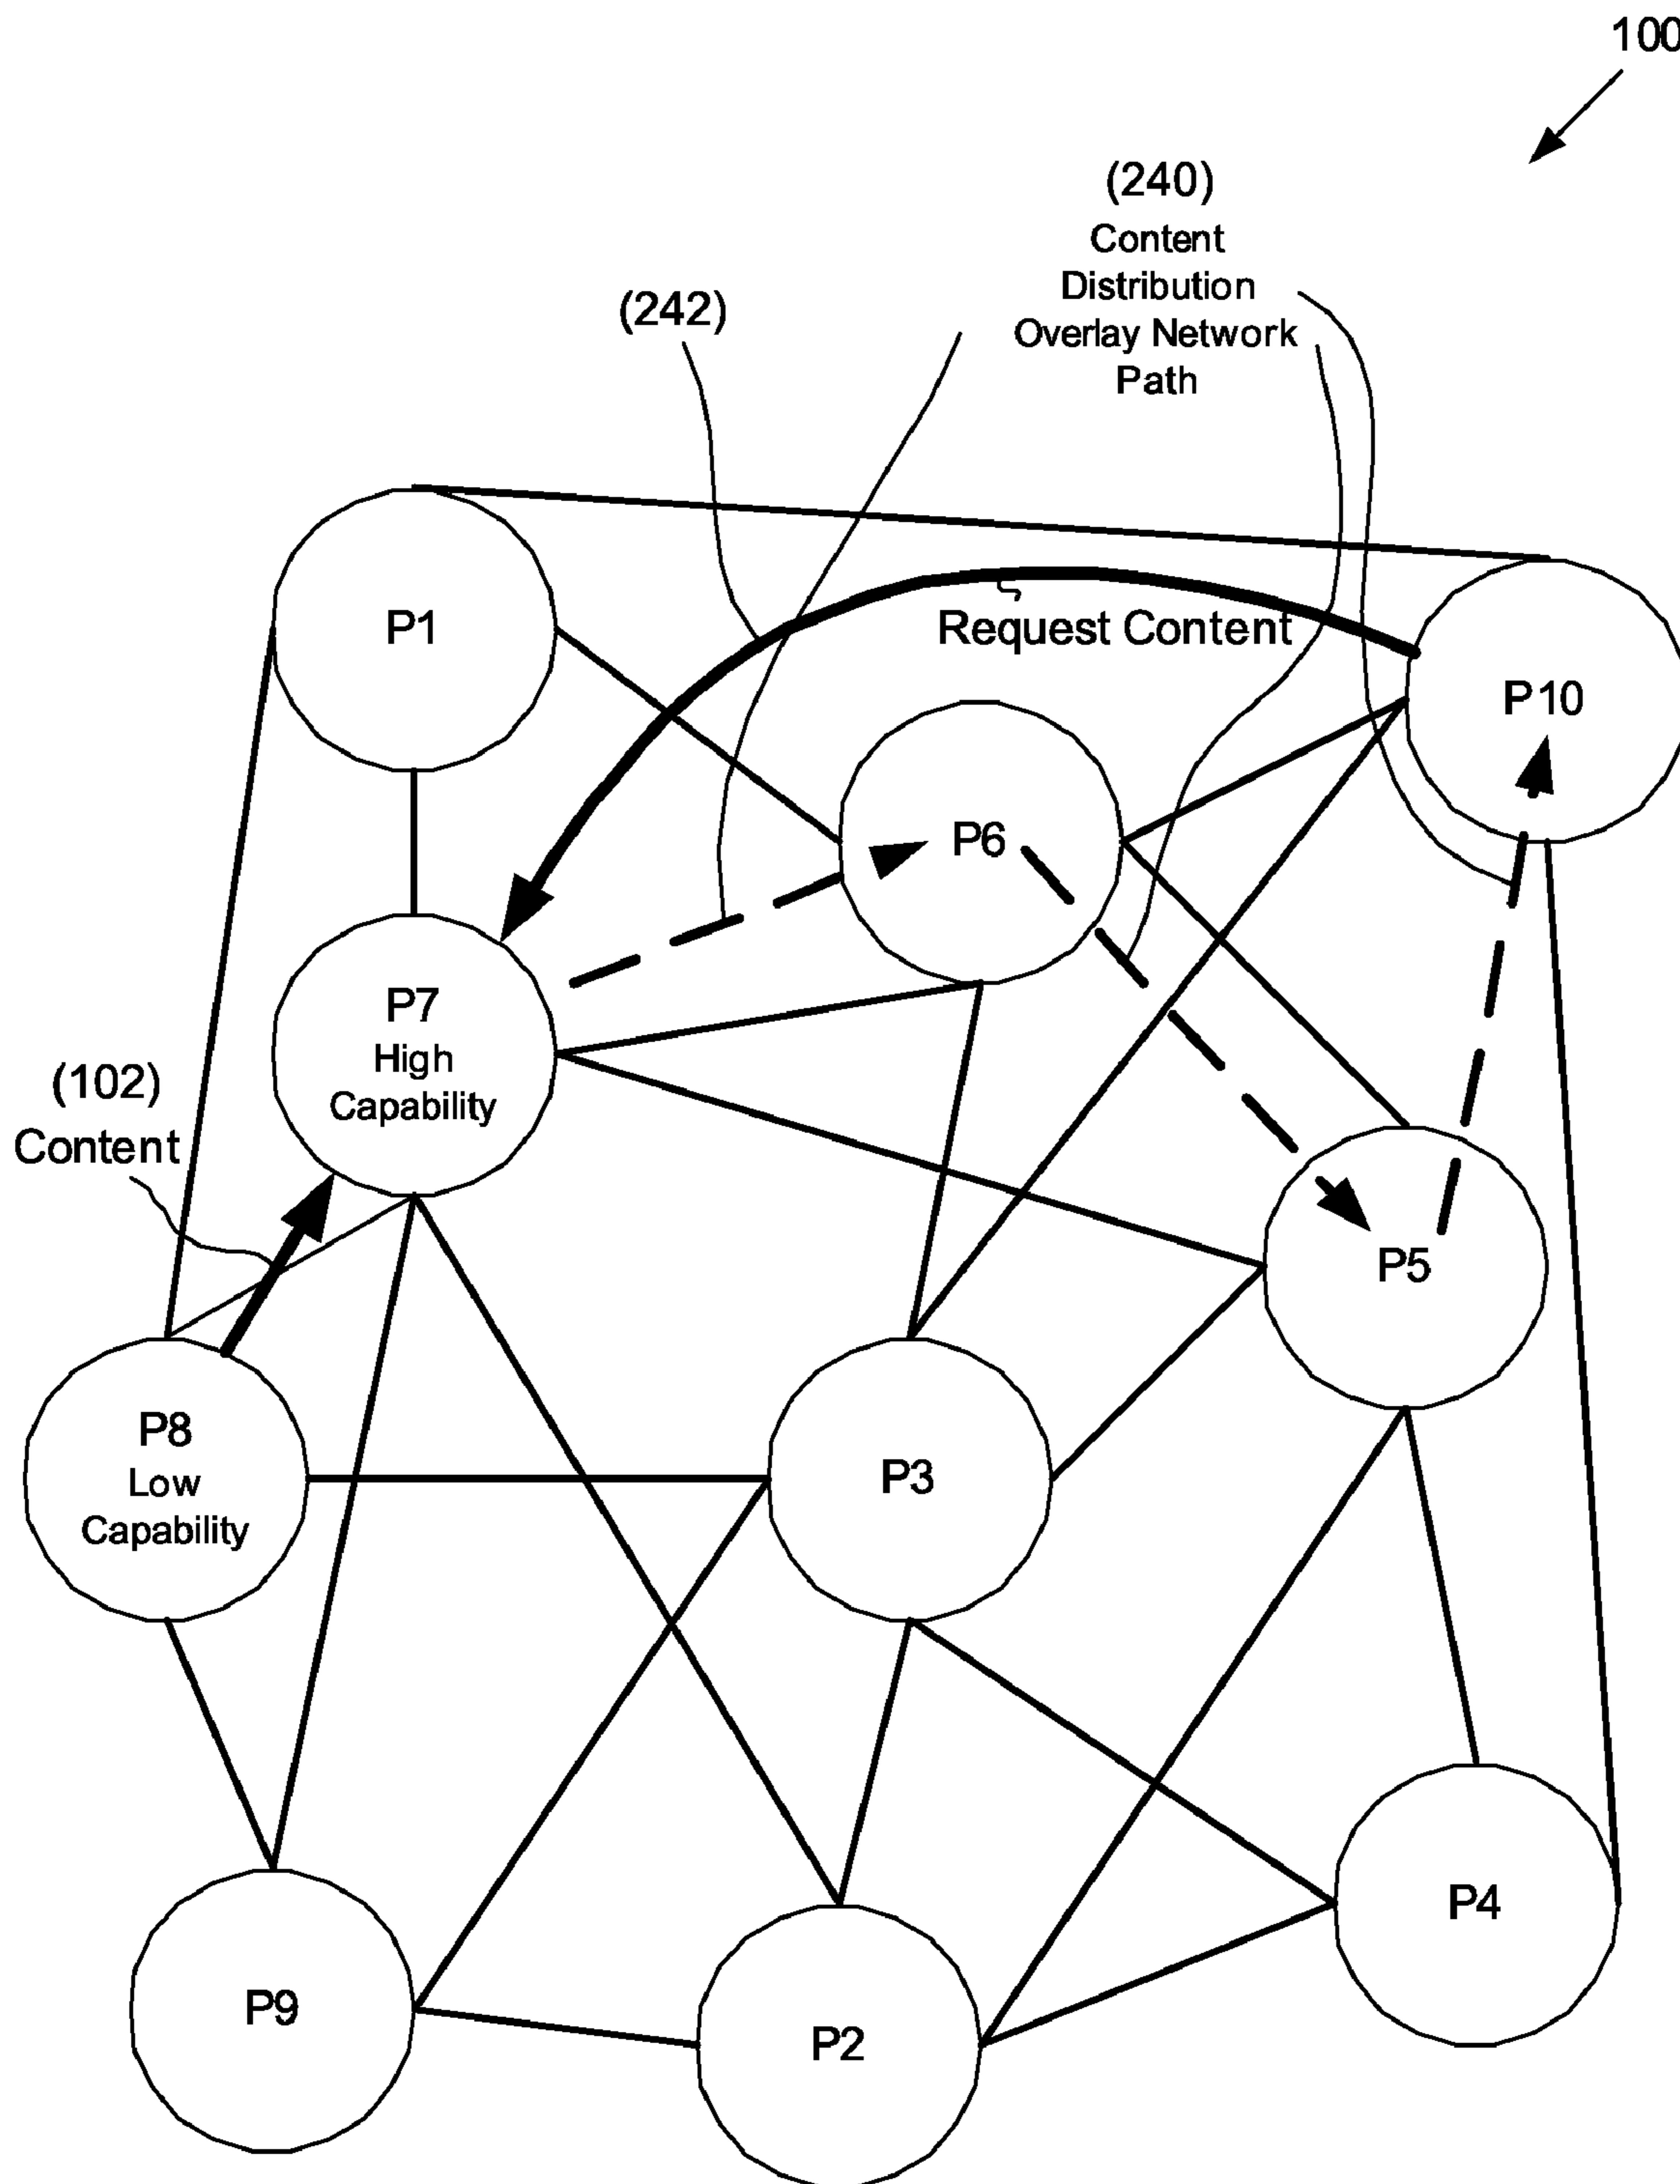 100
(240)
Content
Distribution
Overlay Network
Path
(242)
P1
Request Content
P10
P6
P7
High
Capability
(102)
Content
P5
P8
Low
Capability
P3
P4
P9
P2